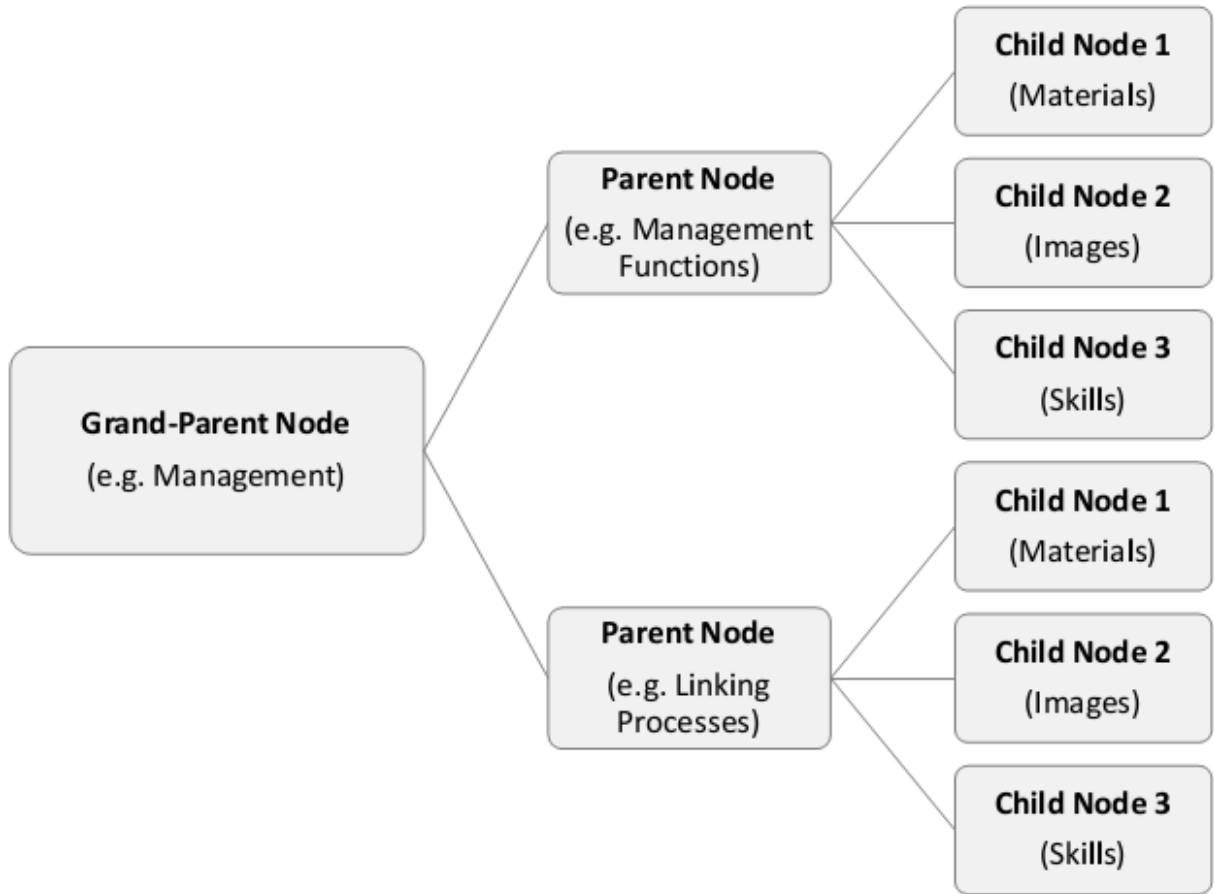 Child Node 1
(Materials)
Parent Node
(e.g. Management
Functions)
Child Node 2
(Images)
Child Node 3
(Skills)
Grand-Parent Node
(e.g. Management)
Child Node 1
(Materials)
Parent Node
(e.g. Linking
Processes)
Child Node 2
(Images)
Child Node 3
(Skills)